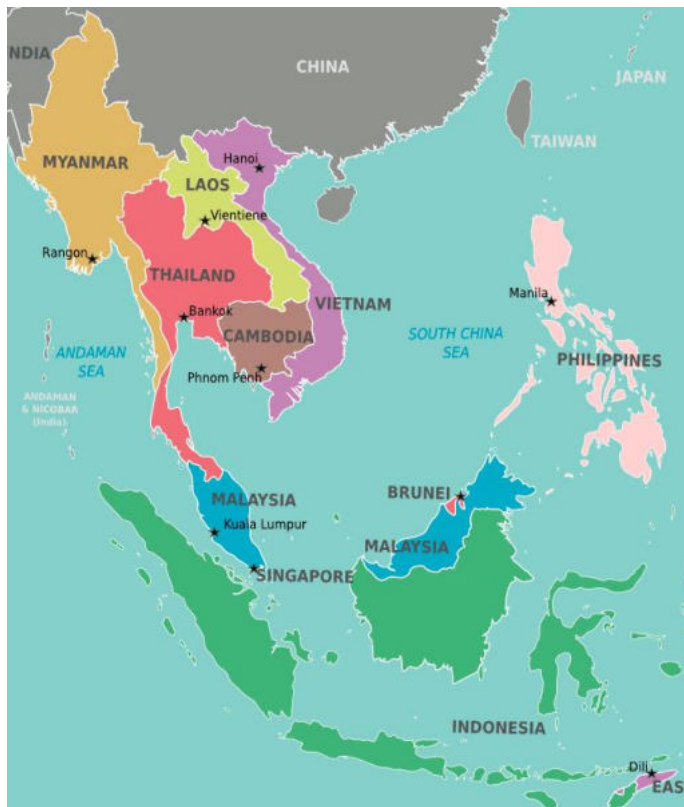 NDIA
CHINA
JAPAN
TAIWAN
MYANMAR
Hanoi
LAOS
Vientiene
Rangon
THAILAND
Manila
VIETNAM
Bankok
CAMBODIA
SOUTH CHINA
SEA
ANDAMAN
SEA
PHILIPPINES
Phnom Penh
ANDAMAN
& NICOBAR
(India)
BRUNEI
MALAYSIA
Kuala Lumpur
MALAYSIA
SINGAPORE
INDONESIA
Dili
EAS